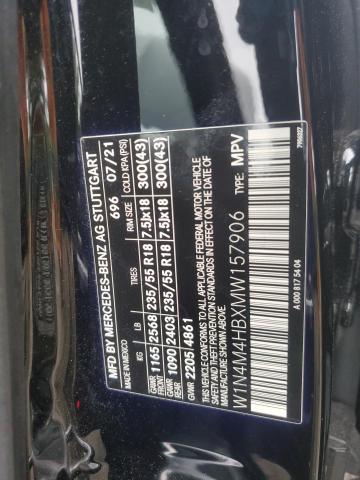 MFD BY MERCEDES-BENZ AG STUTTGART
MADE IN MEXICO 696 07/21
KG LB TIRES RIM SIZE COLD KPA/(PSI)
GAWR FRONT 1165 2568 235/55 R18 7.5Jx18 300(43)
GAWR REAR 1090 2403 235/55 R18 7.5Jx18 300(43)
GVWR 2205 4861
THIS VEHICLE CONFORMS TO ALL APPLICABLE FEDERAL MOTOR VEHICLE
SAFETY AND THEFT PREVENTION STANDARDS IN EFFECT ON THE DATE OF
MANUFACTURE SHOWN ABOVE.
W1N4M4HBXMW157906 TYPE: MPV
A 000 817 54 04